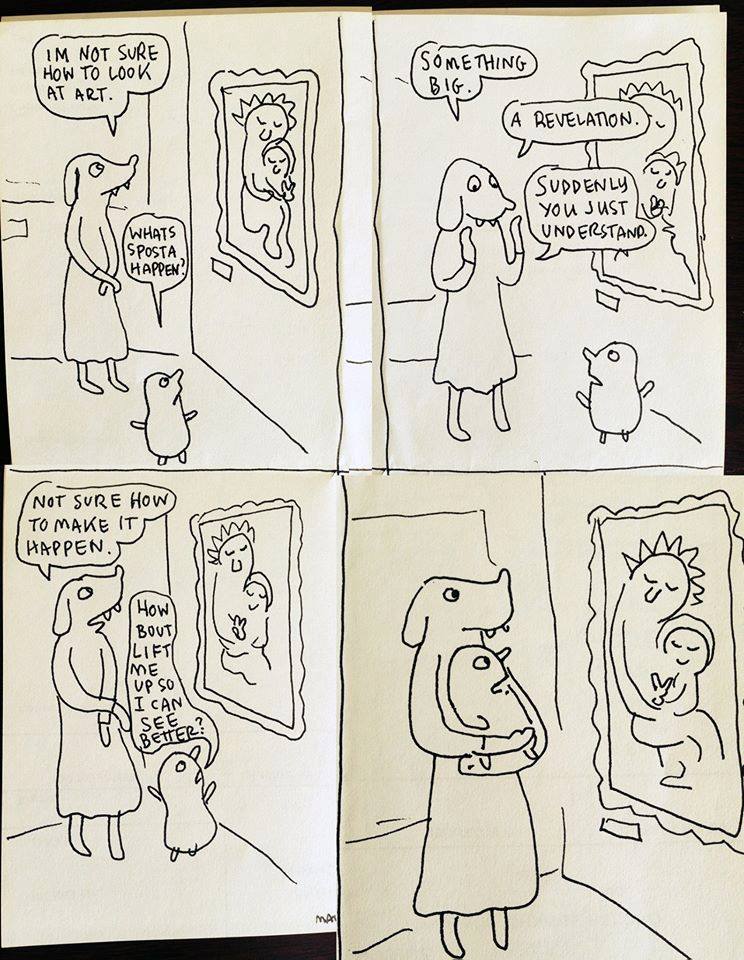 IM NOT SURE
HOW TO LOOK
AT ART.
WHATS
SPOSTA
HAPPEN?
SOMETHING
BIG.
A REVELATION.
SUDDENLY
YOU JUST
UNDERSTAND.
NOT SURE HOW
TO MAKE IT
HAPPEN.
HOW
BOUT
LIFT
ME
UP SO
I CAN
SEE
BETTER?